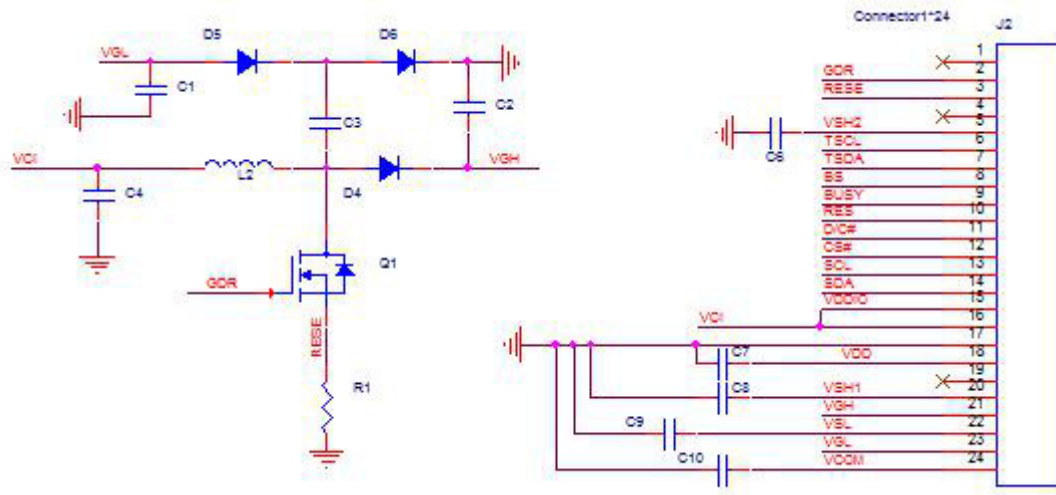 Connector1*24
J2
D5
D6
VGL
C1
C2
C3
VCI
L2
D4
VGH
C4
Q1
GDR
RESE
R1
1
2
GDR
3
RESE
4
5
VSH2
C6
6
TSCL
7
TSDA
8
BS
9
BUSY
10
RES
11
D/C#
12
CS#
13
SCL
14
SDA
15
VDDIO
16
VCI
17
C7
18
VDD
19
C8
20
VSH1
21
VGH
C9
22
VSL
23
VGL
C10
24
VCOM